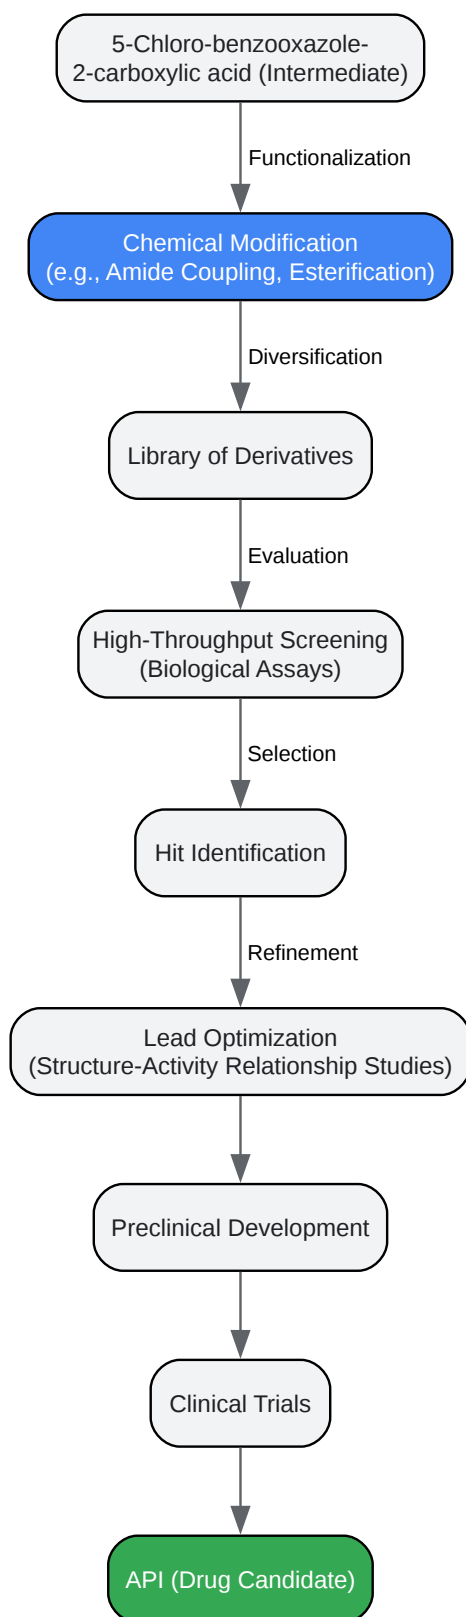 5-Chloro-benzooxazole-
2-carboxylic acid (Intermediate)
Functionalization
Chemical Modification
(e.g., Amide Coupling, Esterification)
Diversification
Library of Derivatives
Evaluation
High-Throughput Screening
(Biological Assays)
Selection
Hit Identification
Refinement
Lead Optimization
(Structure-Activity Relationship Studies)
Preclinical Development
Clinical Trials
API (Drug Candidate)